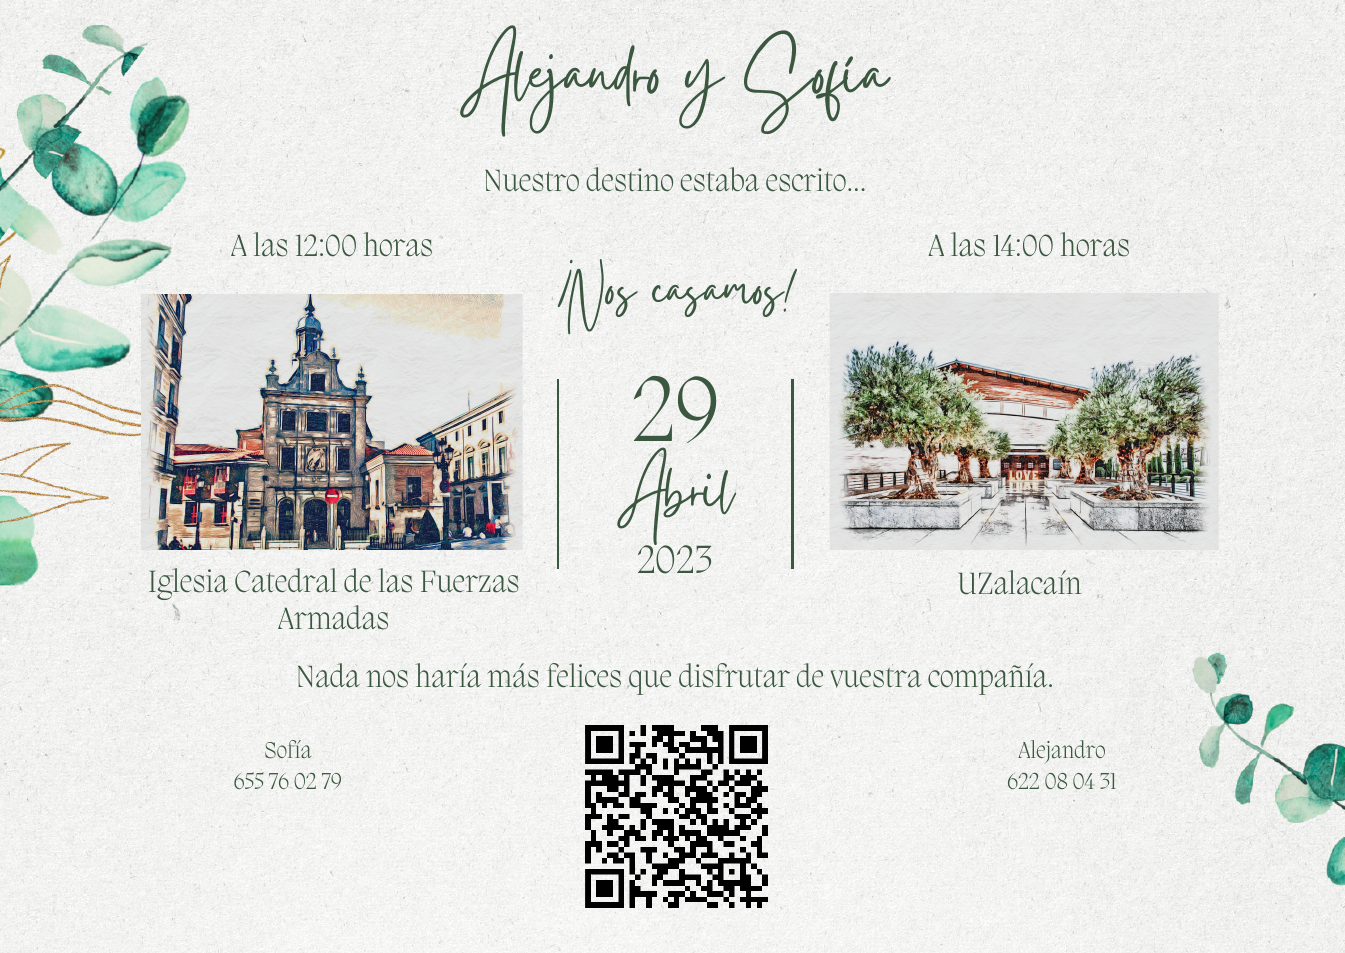 Alejandro y Sofía
Nuestro destino estaba escrito...
A las 12:00 horas
A las 14:00 horas
¡Nos casamos!
29
Abril
2023
LOVE
Iglesia Catedral de las Fuerzas
Armadas
UZalacaín
Nada nos haría más felices que disfrutar de vuestra compañía.
Sofía
655 76 02 79
Alejandro
622 08 04 31